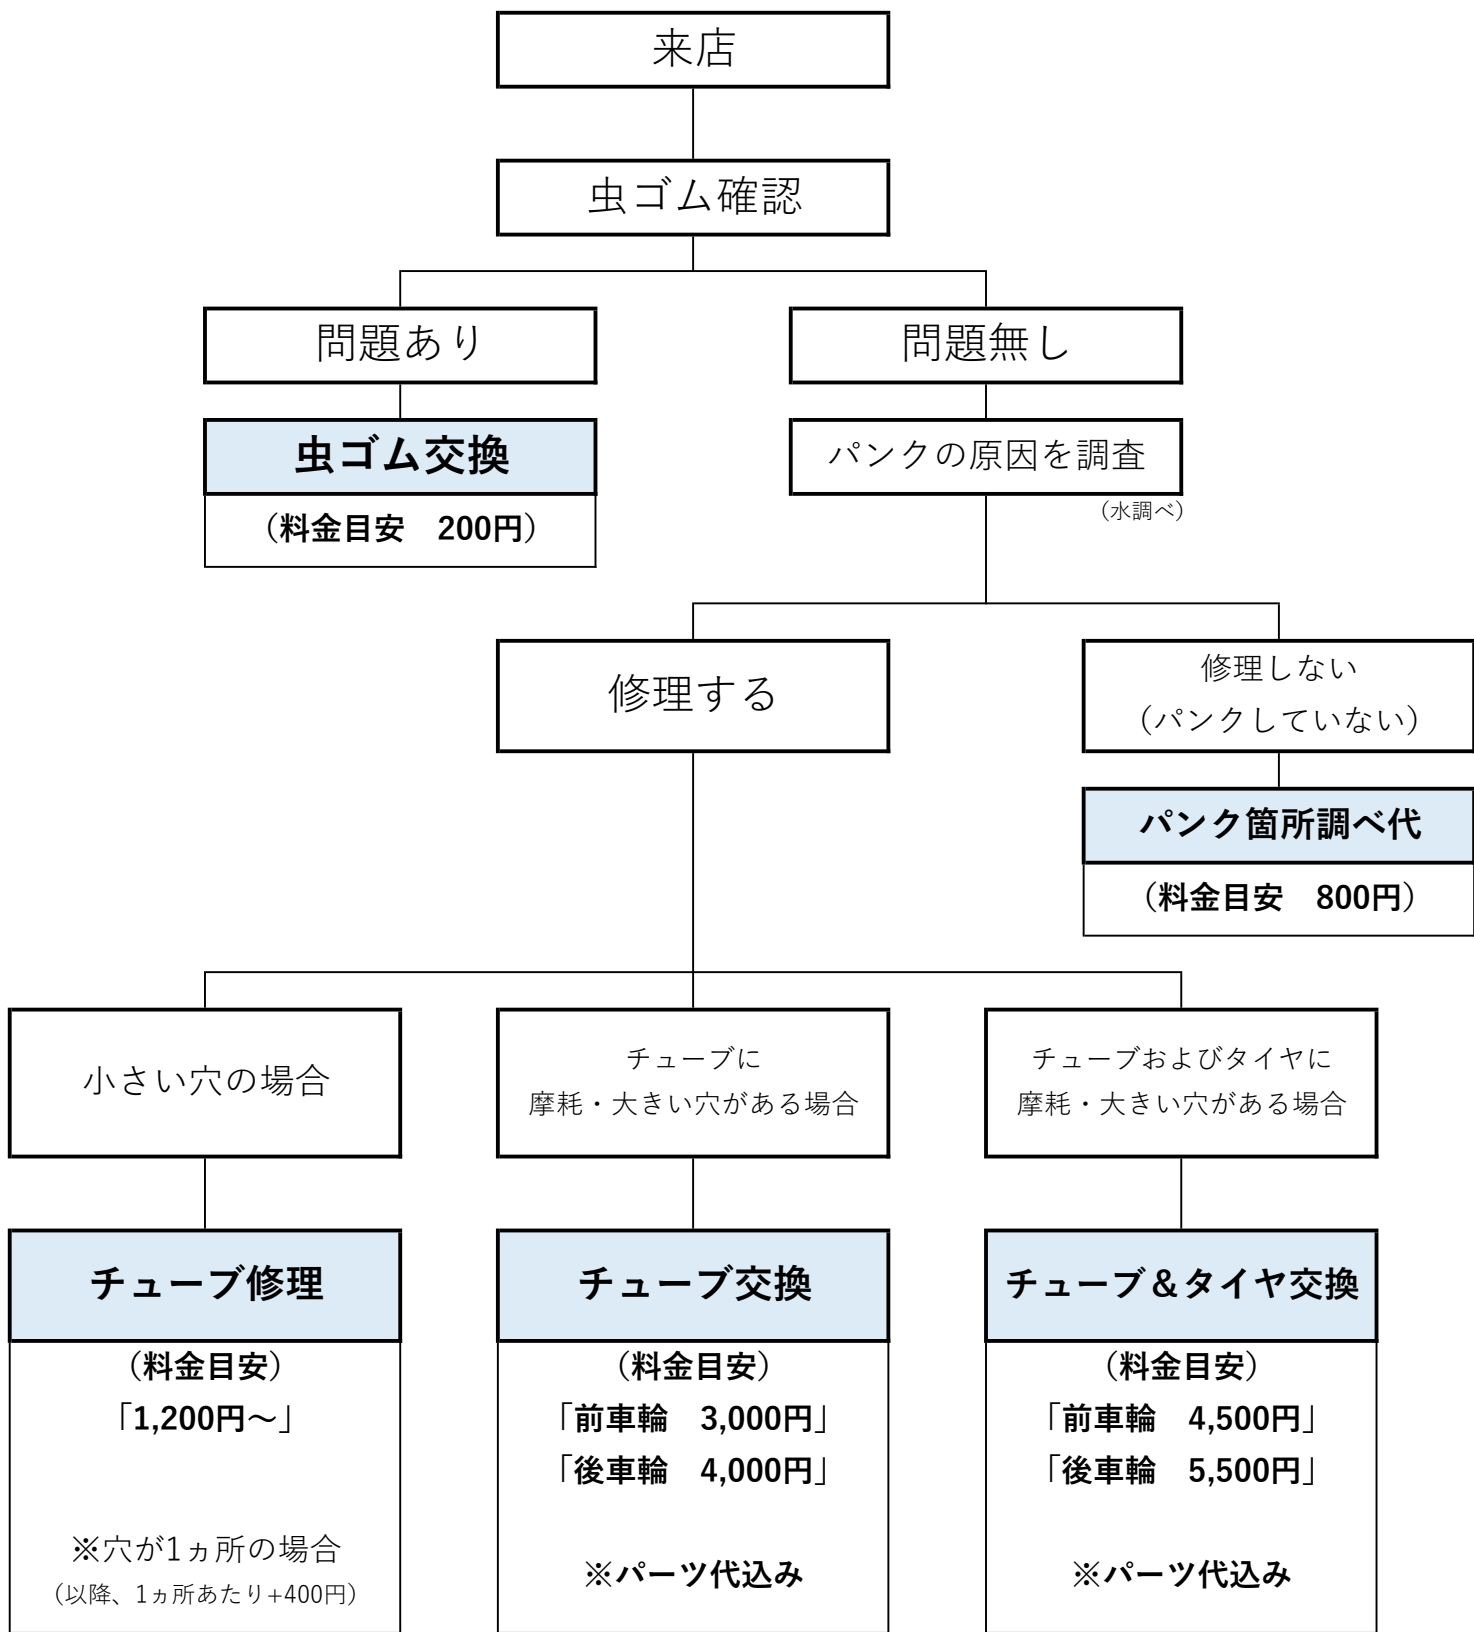 来店
虫ゴム確認
問題あり
問題無し
虫ゴム交換
（料金目安　200円）
パンクの原因を調査
（水調べ）
修理する
修理しない
（パンクしていない）
パンク箇所調べ代
（料金目安　800円）
小さい穴の場合
チューブに
摩耗・大きい穴がある場合
チューブおよびタイヤに
摩耗・大きい穴がある場合
チューブ修理
（料金目安）
「1,200円～」
※穴が1ヵ所の場合
（以降、1ヵ所あたり+400円）
チューブ交換
（料金目安）
「前車輪　3,000円」
「後車輪　4,000円」
※パーツ代込み
チューブ＆タイヤ交換
（料金目安）
「前車輪　4,500円」
「後車輪　5,500円」
※パーツ代込み